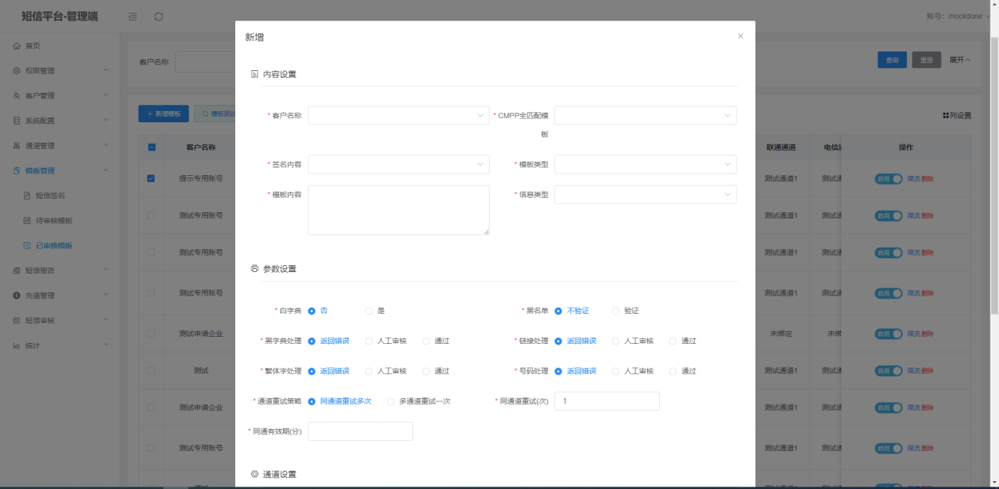 短信平台-管理端
账号：mockdone
首页
权限管理
客户管理
系统配置
通道管理
模板管理
短信签名
待审核模板
已审核模板
短信报告
充值管理
短信审核
统计
客户名称
查询 重置 展开
+ 新增模板 模板测试
列设置
客户名称 联通通道 电信通 操作
提示专用账号 测试通道1 测试通 启用 限流 删除
测试专用账号 测试通道1 测试通 启用 限流 删除
测试专用账号 测试通道1 测试通 启用 限流 删除
测试专用账号 测试通道1 测试通 启用 限流 删除
测试申请企业 未绑定 未绑 启用 限流 删除
测试 测试通道1 测试通 启用 限流 删除
测试申请企业 测试通道1 测试通 启用 限流 删除
测试专用账号 测试通道1 测试通 启用 限流 删除
新增
内容设置
* 客户名称 * CMPP全匹配模
板
* 签名内容 * 模板类型
* 模板内容 * 信息类型
参数设置
* 白字典 否 是 * 黑名单 不验证 验证
* 黑字典处理 返回错误 人工审核 通过 * 链接处理 返回错误 人工审核 通过
* 繁体字处理 返回错误 人工审核 通过 * 号码处理 返回错误 人工审核 通过
* 通道重试策略 同通道重试多次 多通道重试一次 * 同通道重试(次) 1
* 同通有效期(分)
通道设置